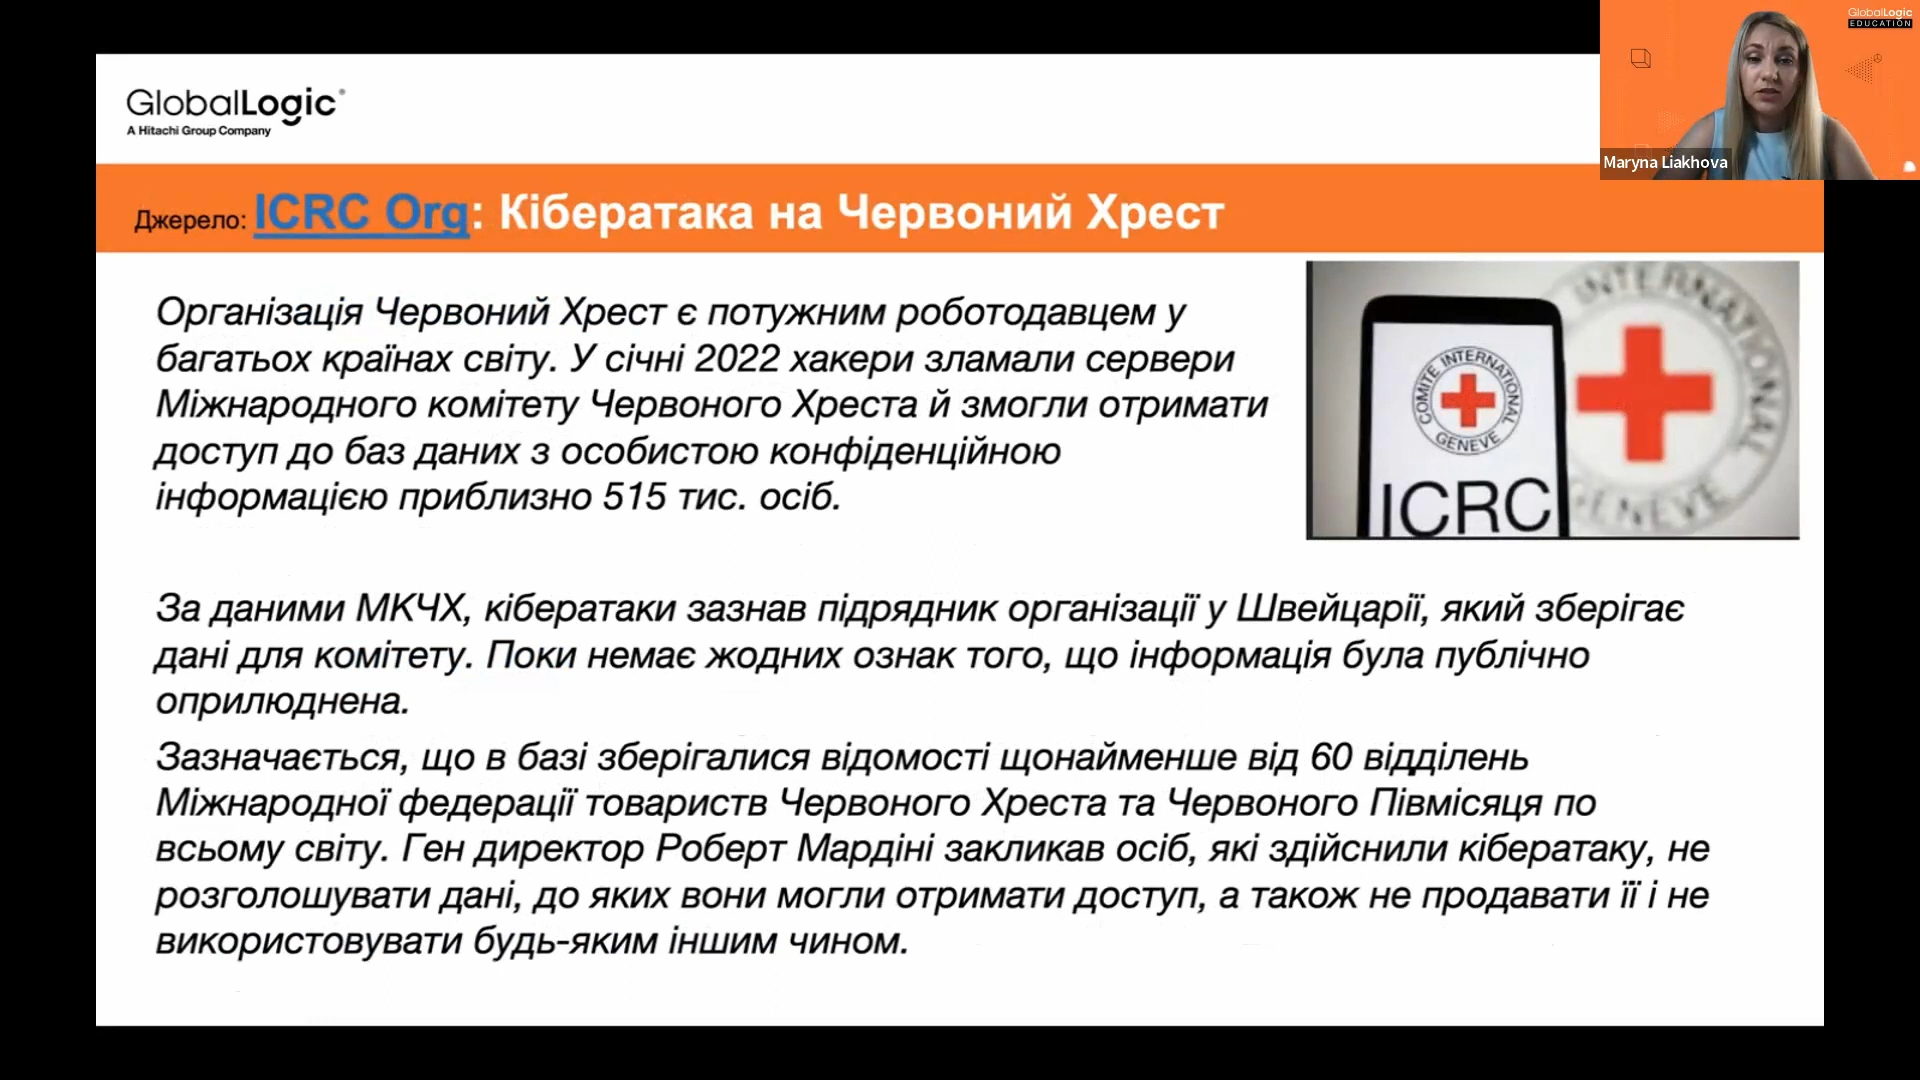 GlobalLogic
A Hitachi Group Company
GlobalLogic
EDUCATION
Maryna Liakhova
Джерело: ICRC Org: Кібератака на Червоний Хрест
Організація Червоний Хрест є потужним роботодавцем у
багатьох країнах світу. У січні 2022 хакери зламали сервери
Міжнародного комітету Червоного Хреста й змогли отримати
доступ до баз даних з особистою конфіденційною
інформацією приблизно 515 тис. осіб.
COMITE INTERNATIONAL
GENEVE
ICRC
INTERNATIONAL
GENEVE
За даними МКЧХ, кібератаки зазнав підрядник організації у Швейцарії, який зберігає
дані для комітету. Поки немає жодних ознак того, що інформація була публічно
оприлюднена.
Зазначається, що в базі зберігалися відомості щонайменше від 60 відділень
Міжнародної федерації товариств Червоного Хреста та Червоного Півмісяця по
всьому світу. Ген директор Роберт Мардіні закликав осіб, які здійснили кібератаку, не
розголошувати дані, до яких вони могли отримати доступ, а також не продавати її і не
використовувати будь-яким іншим чином.